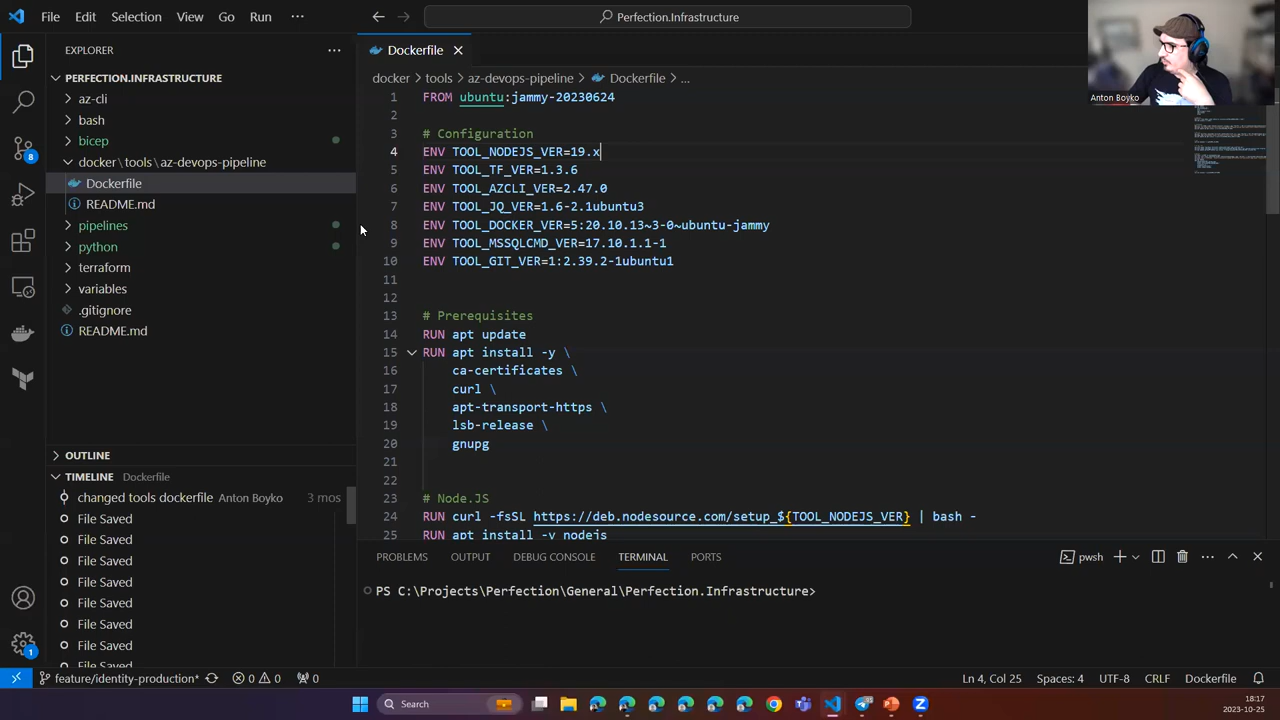 File Edit Selection View Go Run ···
Perfection.Infrastructure
Anton Boyko
EXPLORER ···
PERFECTION.INFRASTRUCTURE
az-cli
bash
bicep
docker\tools\az-devops-pipeline
Dockerfile
README.md
pipelines
python
terraform
variables
.gitignore
README.md
OUTLINE
TIMELINE Dockerfile
changed tools dockerfile Anton Boyko 3 mos
File Saved
File Saved
File Saved
File Saved
File Saved
File Saved
File Saved
File Saved
8
1
Dockerfile
docker > tools > az-devops-pipeline > Dockerfile > ...
1 FROM ubuntu:jammy-20230624
2
3 # Configuration
4 ENV TOOL_NODEJS_VER=19.x
5 ENV TOOL_TF_VER=1.3.6
6 ENV TOOL_AZCLI_VER=2.47.0
7 ENV TOOL_JQ_VER=1.6-2.1ubuntu3
8 ENV TOOL_DOCKER_VER=5:20.10.13~3-0~ubuntu-jammy
9 ENV TOOL_MSSQLCMD_VER=17.10.1.1-1
10 ENV TOOL_GIT_VER=1:2.39.2-1ubuntu1
11
12
13 # Prerequisites
14 RUN apt update
15 RUN apt install -y \
16 ca-certificates \
17 curl \
18 apt-transport-https \
19 lsb-release \
20 gnupg
21
22
23 # Node.JS
24 RUN curl -fsSL https://deb.nodesource.com/setup_${TOOL_NODEJS_VER} | bash -
25 RUN apt install -y nodejs
PROBLEMS OUTPUT DEBUG CONSOLE TERMINAL PORTS
pwsh
PS C:\Projects\Perfection\General\Perfection.Infrastructure>
feature/identity-production* 0 0 0 Ln 4, Col 25 Spaces: 4 UTF-8 CRLF Dockerfile
Search
18:17
2023-10-25